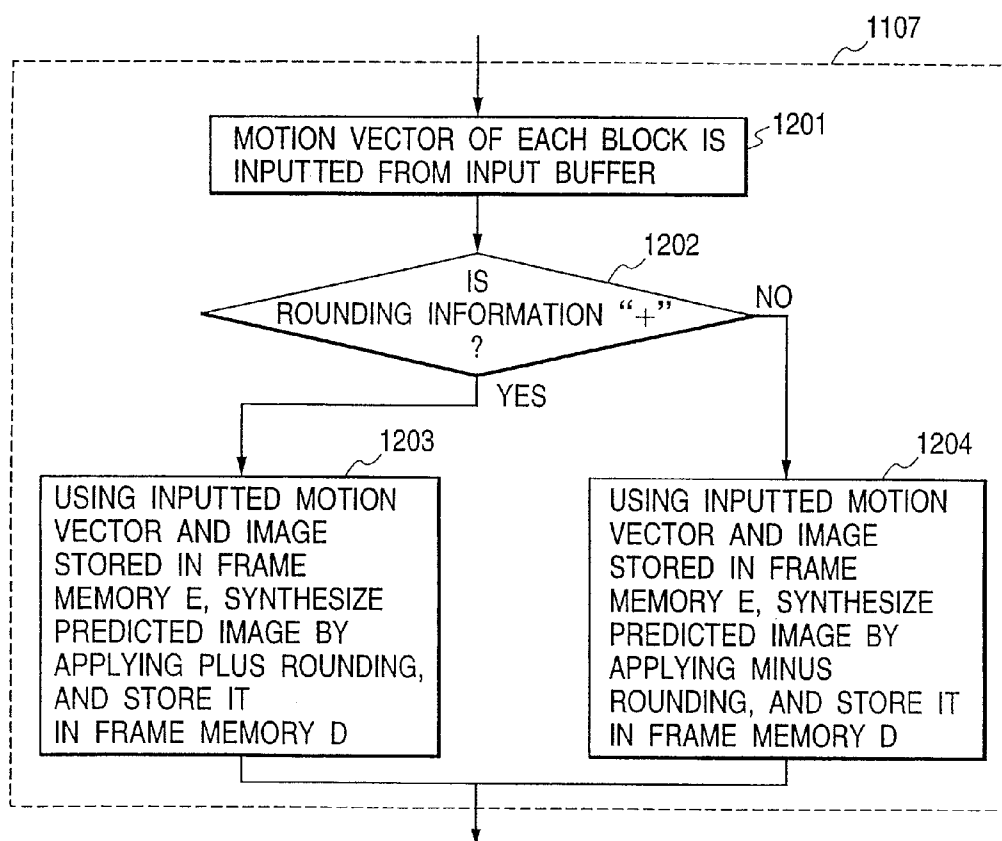 1107
1201
MOTION VECTOR OF EACH BLOCK IS
INPUTTED FROM INPUT BUFFER
1202
IS
ROUNDING INFORMATION “+”
?
NO
YES
1203
USING INPUTTED MOTION
VECTOR AND IMAGE
STORED IN FRAME
MEMORY E, SYNTHESIZE
PREDICTED IMAGE BY
APPLYING PLUS ROUNDING,
AND STORE IT
IN FRAME MEMORY D
1204
USING INPUTTED MOTION
VECTOR AND IMAGE
STORED IN FRAME
MEMORY E, SYNTHESIZE
PREDICTED IMAGE BY
APPLYING MINUS
ROUNDING, AND STORE IT
IN FRAME MEMORY D